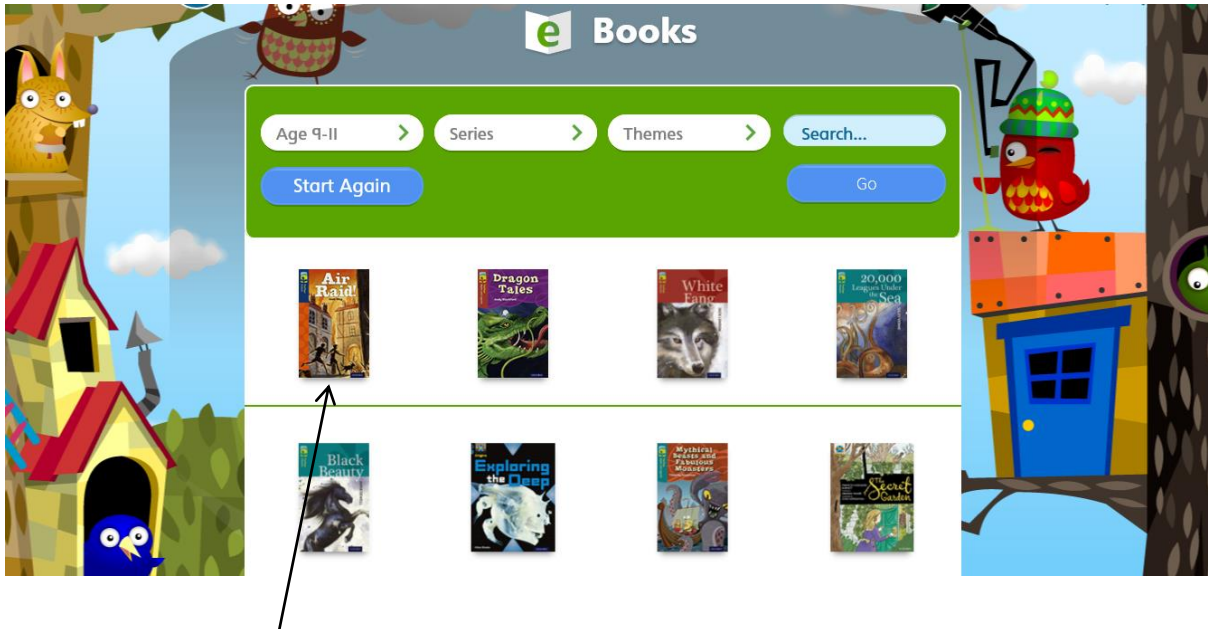 e Books
Age 9-11 Series Themes Search...
Start Again Go
Air
Raid!
Dragon
Tales
White
Fang
20,000
Leagues Under
the Sea
Black
Beauty
Exploring
the Deep
Mythical
Beasts and
Fabulous
Monsters
The
Secret
Garden